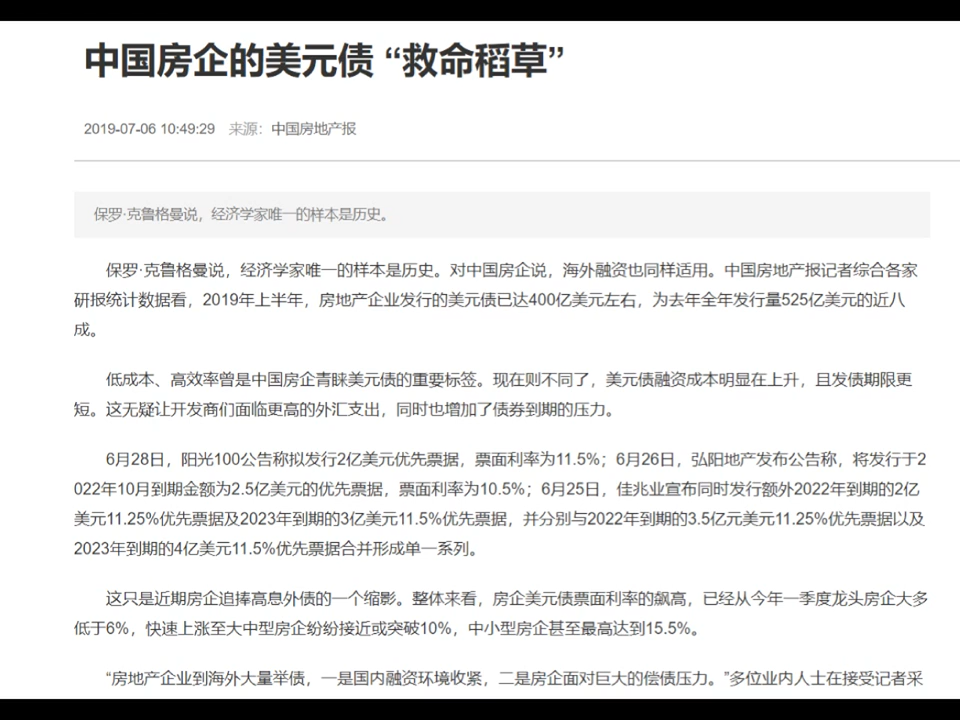 中国房企的美元债 “救命稻草”
2019-07-06 10:49:29 来源：中国房地产报
保罗·克鲁格曼说，经济学家唯一的样本是历史。
保罗·克鲁格曼说，经济学家唯一的样本是历史。对中国房企说，海外融资也同样适用。中国房地产报记者综合各家
研报统计数据看，2019年上半年，房地产企业发行的美元债已达400亿美元左右，为去年全年发行量525亿美元的近八
成。
低成本、高效率曾是中国房企青睐美元债的重要标签。现在则不同了，美元债融资成本明显在上升，且发债期限更
短。这无疑让开发商们面临更高的外汇支出，同时也增加了债券到期的压力。
6月28日，阳光100公告称拟发行2亿美元优先票据，票面利率为11.5%；6月26日，弘阳地产发布公告称，将发行于2
022年10月到期金额为2.5亿美元的优先票据，票面利率为10.5%；6月25日，佳兆业宣布同时发行额外2022年到期的2亿
美元11.25%优先票据及2023年到期的3亿美元11.5%优先票据，并分别与2022年到期的3.5亿元美元11.25%优先票据以及
2023年到期的4亿美元11.5%优先票据合并形成单一系列。
这只是近期房企追捧高息外债的一个缩影。整体来看，房企美元债票面利率的飙高，已经从今年一季度龙头房企大多
低于6%，快速上涨至大中型房企纷纷接近或突破10%，中小型房企甚至最高达到15.5%。
“房地产企业到海外大量举债，一是国内融资环境收紧，二是房企面对巨大的偿债压力。”多位业内人士在接受记者采